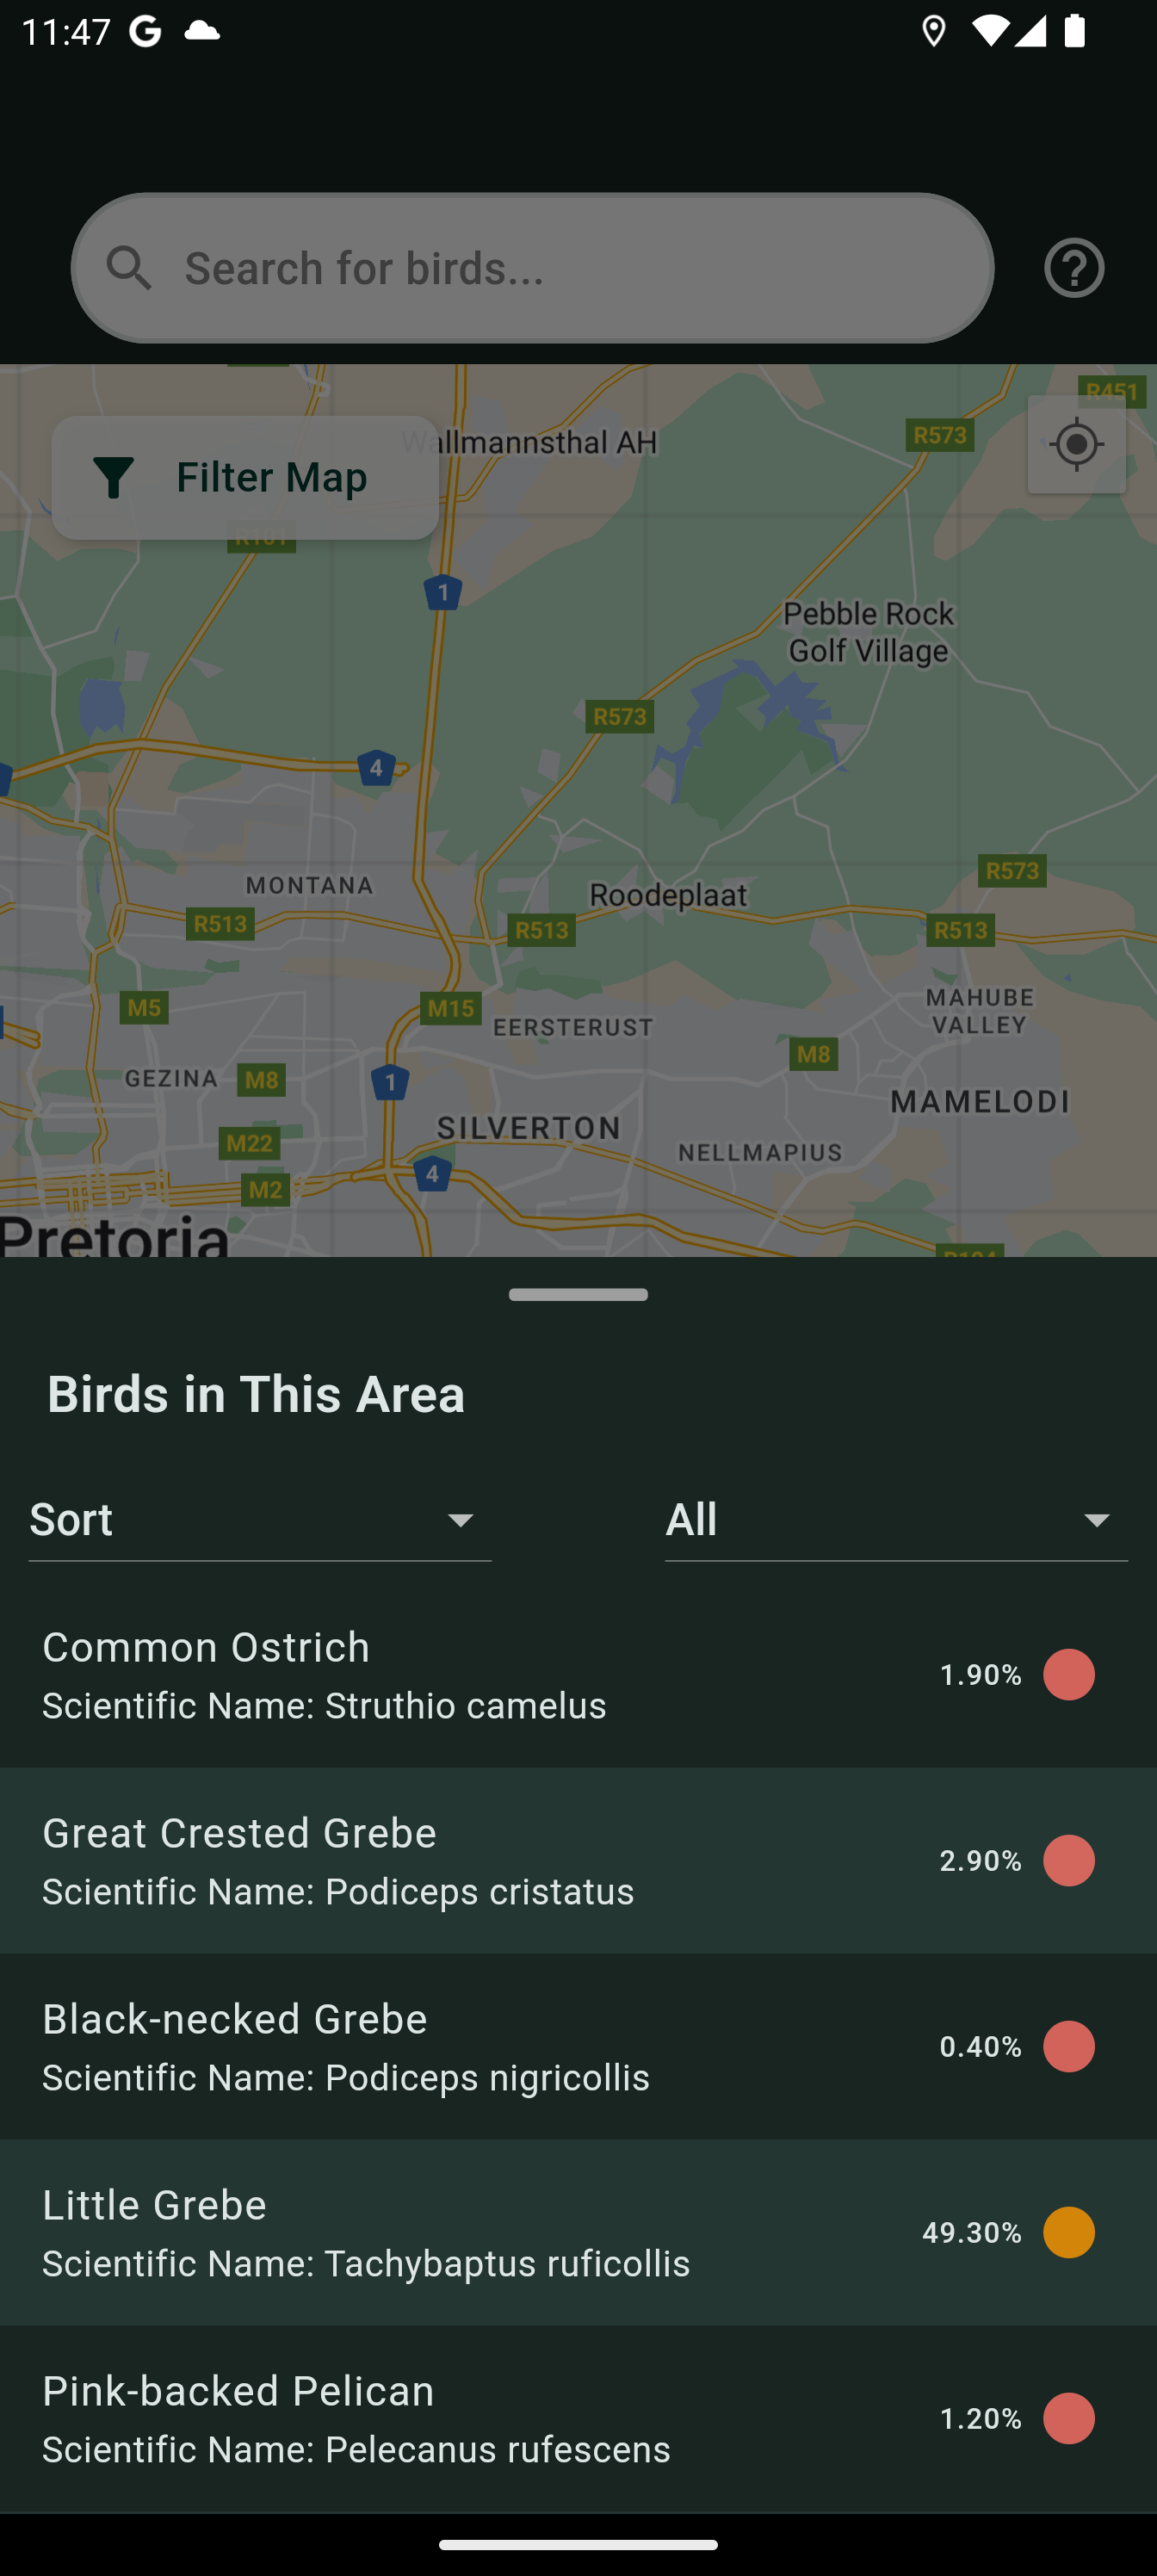 11:47
Search for birds...
R451
R573
Wallmannsthal AH
Filter Map
R101
1
Pebble Rock
Golf Village
R573
4
R573
MONTANA
Roodeplaat
R513
R513
R513
MAHUBE
VALLEY
M5
M15
EERSTERUST
M8
GEZINA
M8
1
MAMELODI
SILVERTON
M22
NELLMAPIUS
4
M2
Pretoria
R104
Birds in This Area
Sort
All
Common Ostrich
Scientific Name: Struthio camelus
1.90%
Great Crested Grebe
Scientific Name: Podiceps cristatus
2.90%
Black-necked Grebe
Scientific Name: Podiceps nigricollis
0.40%
Little Grebe
Scientific Name: Tachybaptus ruficollis
49.30%
Pink-backed Pelican
Scientific Name: Pelecanus rufescens
1.20%